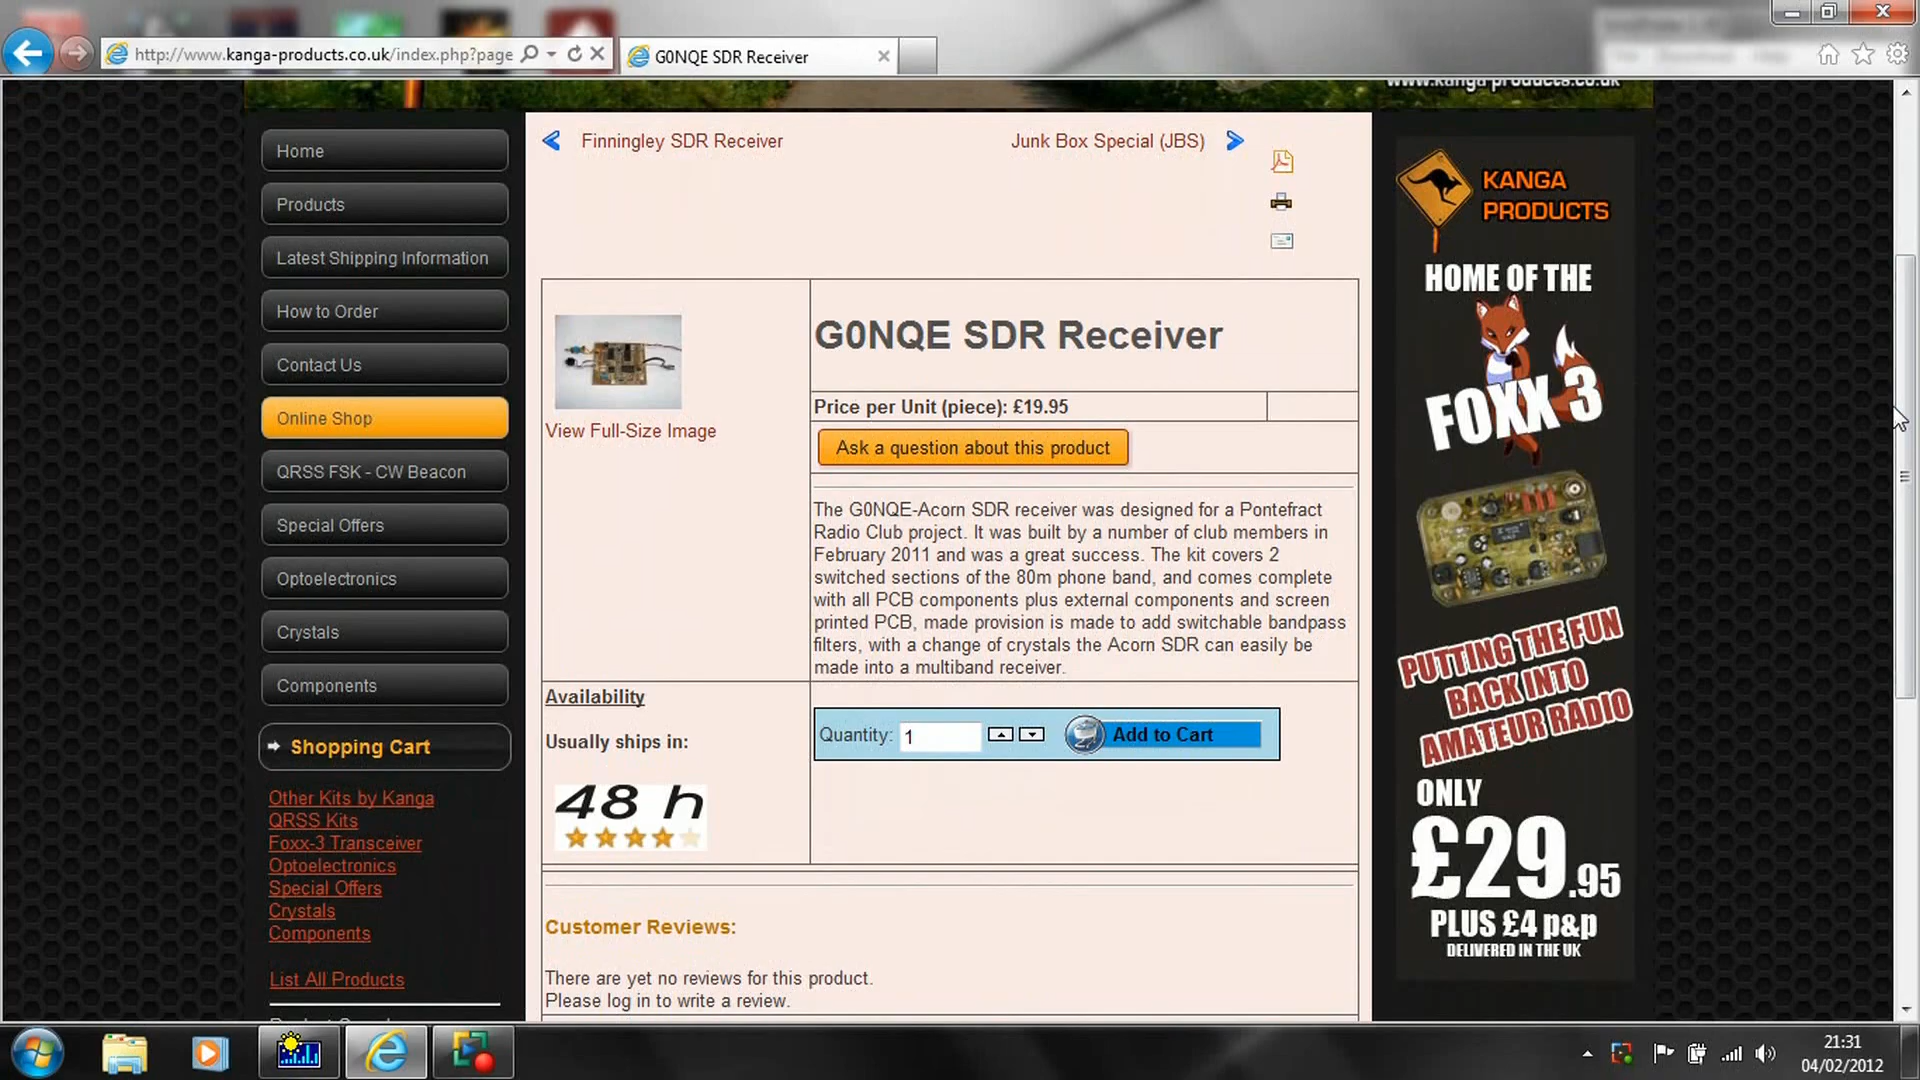 http://www.kanga-products.co.uk/index.php?page
G0NQE SDR Receiver
www.kanga-products.co.uk
Finningley SDR Receiver
Junk Box Special (JBS)
Home
Products
Latest Shipping Information
How to Order
Contact Us
Online Shop
QRSS FSK - CW Beacon
Special Offers
Optoelectronics
Crystals
Components
Shopping Cart
Other Kits by Kanga
QRSS Kits
Foxx-3 Transceiver
Optoelectronics
Special Offers
Crystals
Components
List All Products
View Full-Size Image
G0NQE SDR Receiver
Price per Unit (piece): £19.95
Ask a question about this product
The G0NQE-Acorn SDR receiver was designed for a Pontefract
Radio Club project. It was built by a number of club members in
February 2011 and was a great success. The kit covers 2
switched sections of the 80m phone band, and comes complete
with all PCB components plus external components and screen
printed PCB, made provision is made to add switchable bandpass
filters, with a change of crystals the Acorn SDR can easily be
made into a multiband receiver.
Availability
Usually ships in:
48 h
Quantity: 1
Add to Cart
Customer Reviews:
There are yet no reviews for this product.
Please log in to write a review.
KANGA
PRODUCTS
HOME OF THE
FOXX 3
PUTTING THE FUN
BACK INTO
AMATEUR RADIO
ONLY
£29.95
PLUS £4 p&p
DELIVERED IN THE UK
21:31
04/02/2012